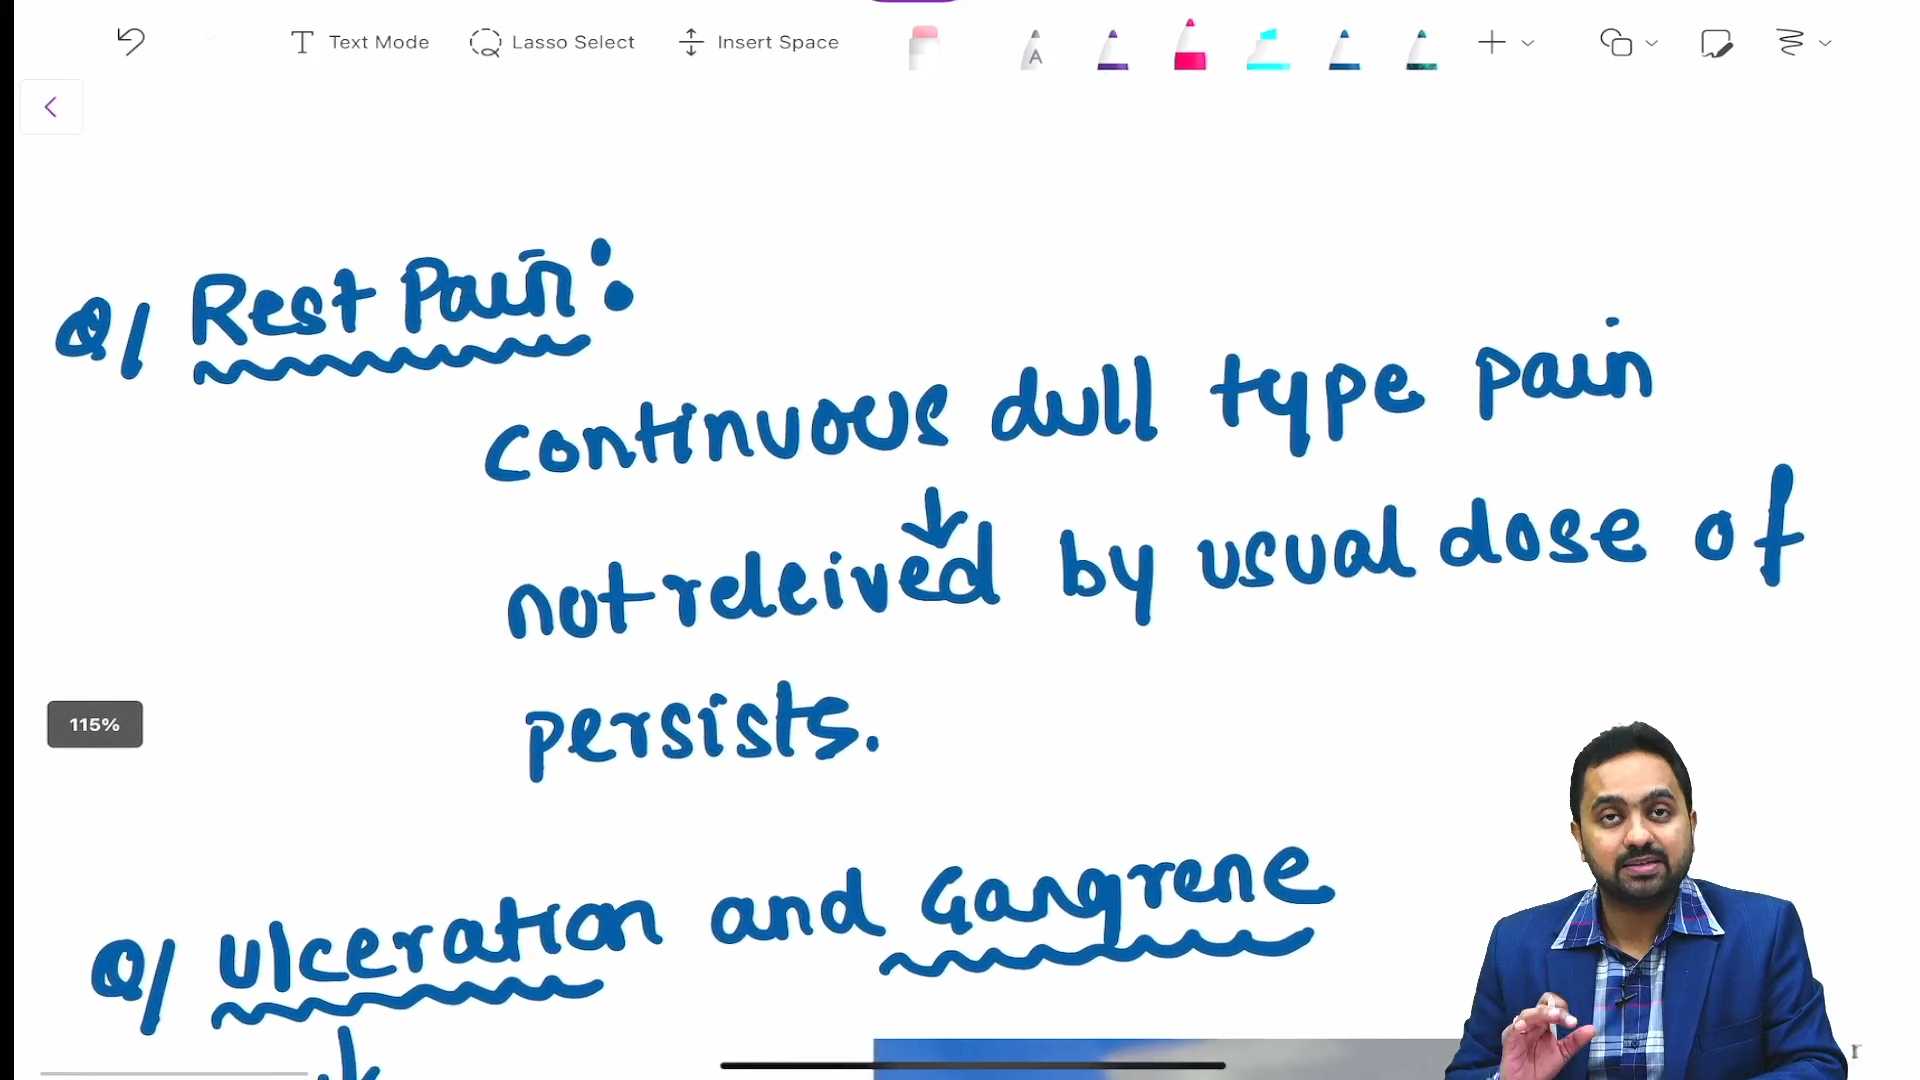 Text Mode Lasso Select Insert Space
A
Q/ Rest Pain:
continuous dull type pain
not releived by usual dose of
persists.
115%
Q/ Ulceration and Gangrene
r